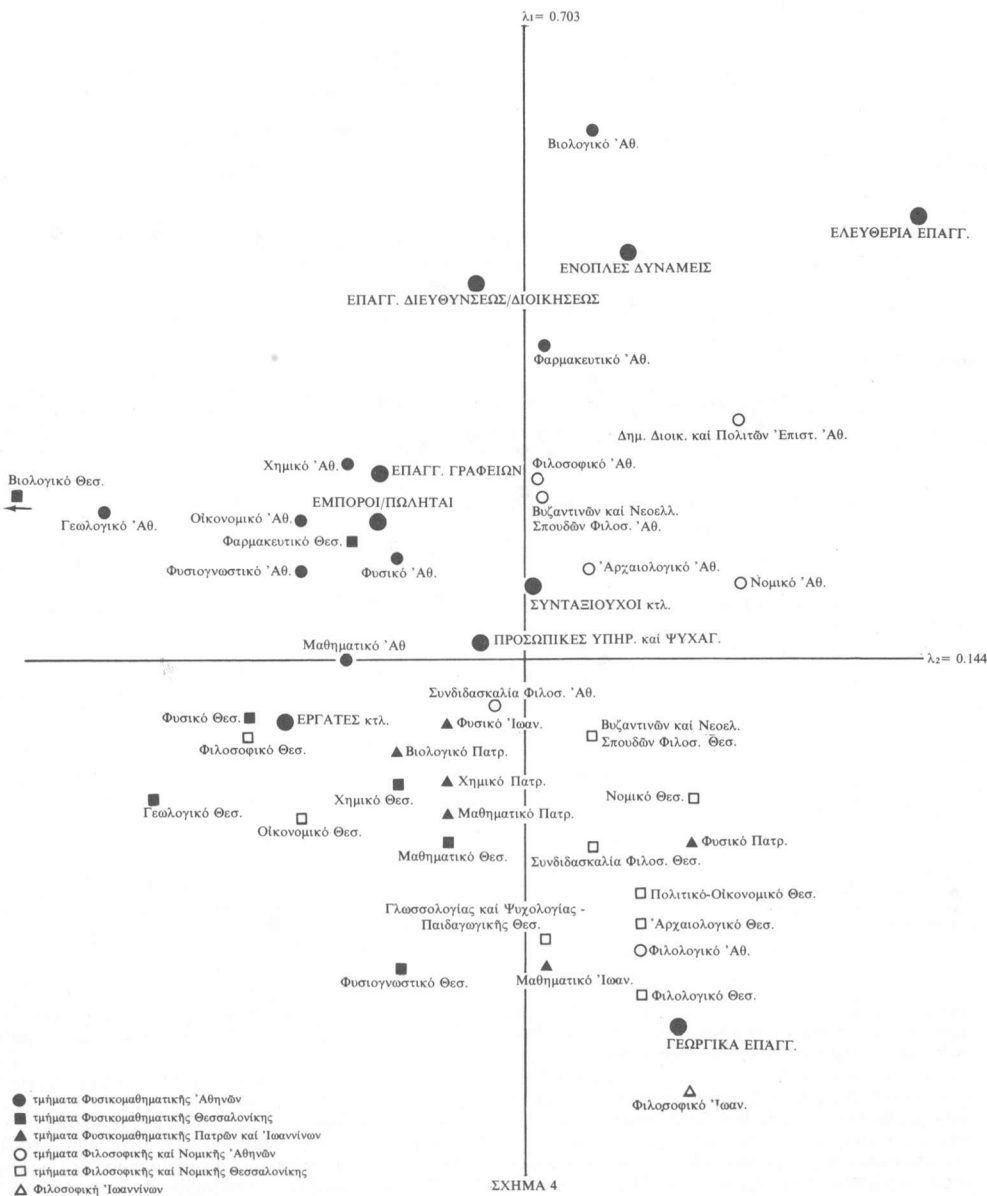 λ₁= 0.703
Βιολογικό 'Αθ.
ΕΛΕΥΘΕΡΙΑ ΕΠΑΓΓ.
ΕΝΟΠΛΕΣ ΔΥΝΑΜΕΙΣ
ΕΠΑΓΓ. ΔΙΕΥΘΥΝΣΕΩΣ/ΔΙΟΙΚΗΣΕΩΣ
Φαρμακευτικό 'Αθ.
Δημ. Διοικ. καί Πολιτῶν 'Επιστ. 'Αθ.
Χημικό 'Αθ.
ΕΠΑΓΓ. ΓΡΑΦΕΙΩΝ
Φιλοσοφικό 'Αθ.
Βιολογικό Θεσ.
ΕΜΠΟΡΟΙ/ΠΩΛΗΤΑΙ
Βυζαντινῶν καί Νεοελλ.
Σπουδῶν Φιλοσ. 'Αθ.
Γεωλογικό 'Αθ.
Οἰκονομικό 'Αθ.
Φαρμακευτικό Θεσ.
Φυσιογνωστικό 'Αθ.
Φυσικό 'Αθ.
'Αρχαιολογικό 'Αθ.
Νομικό 'Αθ.
ΣΥΝΤΑΞΙΟΥΧΟΙ κτλ.
ΠΡΟΣΩΠΙΚΕΣ ΥΠΗΡ. καί ΨΥΧΑΓ.
Μαθηματικό 'Αθ
λ₂= 0.144
Συνδιδασκαλία Φιλοσ. 'Αθ.
Φυσικό Θεσ.
ΕΡΓΑΤΕΣ κτλ.
Φυσικό 'Ιωαν.
Βυζαντινῶν καί Νεοελ.
Σπουδῶν Φιλοσ. Θεσ.
Φιλοσοφικό Θεσ.
Βιολογικό Πατρ.
Χημικό Πατρ.
Χημικό Θεσ.
Νομικό Θεσ.
Γεωλογικό Θεσ.
Μαθηματικό Πατρ.
Οἰκονομικό Θεσ.
Φυσικό Πατρ.
Μαθηματικό Θεσ.
Συνδιδασκαλία Φιλοσ. Θεσ.
Πολιτικό-Οἰκονομικό Θεσ.
Γλωσσολογίας καί Ψυχολογίας -
Παιδαγωγικῆς Θεσ.
'Αρχαιολογικό Θεσ.
Φιλολογικό 'Αθ.
Φυσιογνωστικό Θεσ.
Μαθηματικό 'Ιωαν.
Φιλολογικό Θεσ.
ΓΕΩΡΓΙΚΑ ΕΠΑΓΓ.
Φιλοσοφικό 'Ιωαν.
τμήματα Φυσικομαθηματικῆς 'Αθηνῶν
τμήματα Φυσικομαθηματικῆς Θεσσαλονίκης
τμήματα Φυσικομαθηματικῆς Πατρῶν καί 'Ιωαννίνων
τμήματα Φιλοσοφικῆς καί Νομικῆς 'Αθηνῶν
τμήματα Φιλοσοφικῆς καί Νομικῆς Θεσσαλονίκης
Φιλοσοφική 'Ιωαννίνων
ΣΧΗΜΑ 4